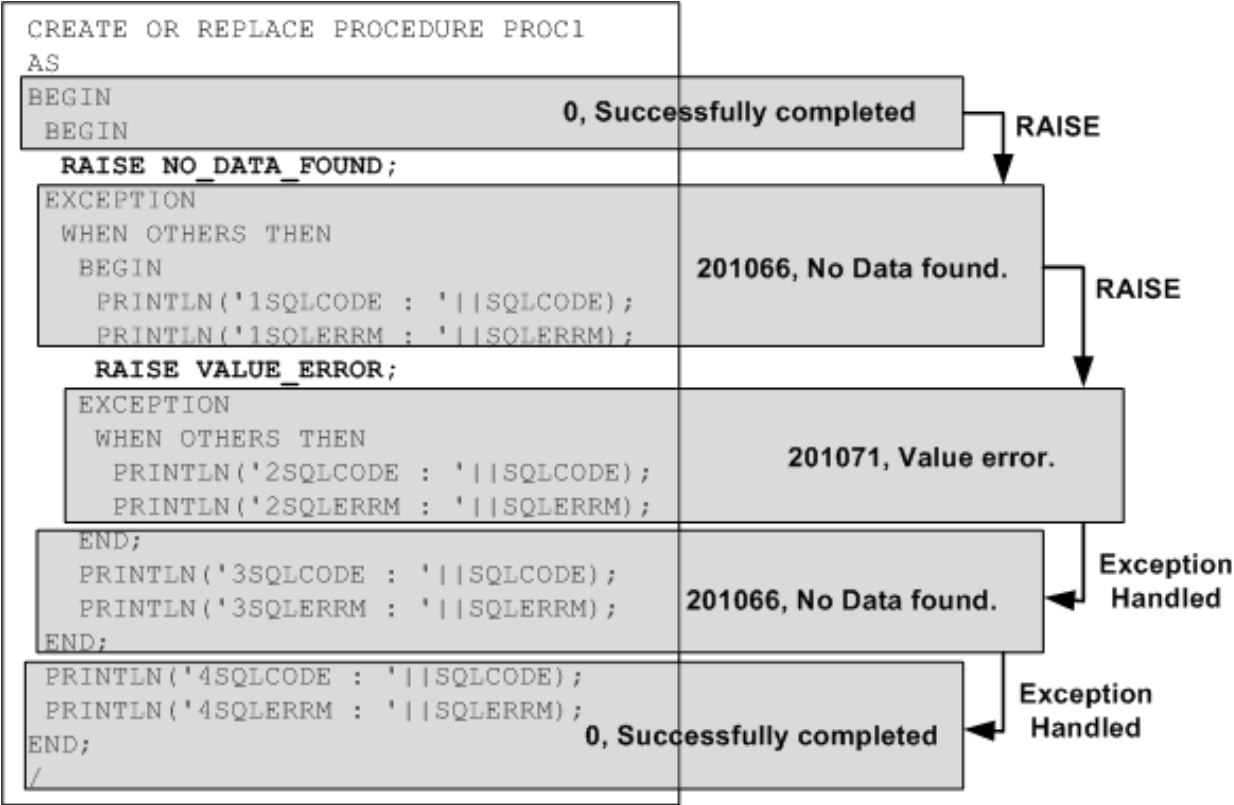 CREATE OR REPLACE PROCEDURE PROC1
AS
BEGIN
0, Successfully completed
BEGIN
RAISE
RAISE NO_DATA_FOUND;
EXCEPTION
WHEN OTHERS THEN
BEGIN
201066, No Data found.
RAISE
PRINTLN('1SQLCODE : '||SQLCODE);
PRINTLN('1SQLERRM : '||SQLERRM);
RAISE VALUE_ERROR;
EXCEPTION
WHEN OTHERS THEN
201071, Value error.
PRINTLN('2SQLCODE : '||SQLCODE);
PRINTLN('2SQLERRM : '||SQLERRM);
END;
Exception
Handled
PRINTLN('3SQLCODE : '||SQLCODE);
PRINTLN('3SQLERRM : '||SQLERRM);
201066, No Data found.
END;
PRINTLN('4SQLCODE : '||SQLCODE);
PRINTLN('4SQLERRM : '||SQLERRM);
Exception
Handled
END;
0, Successfully completed
/